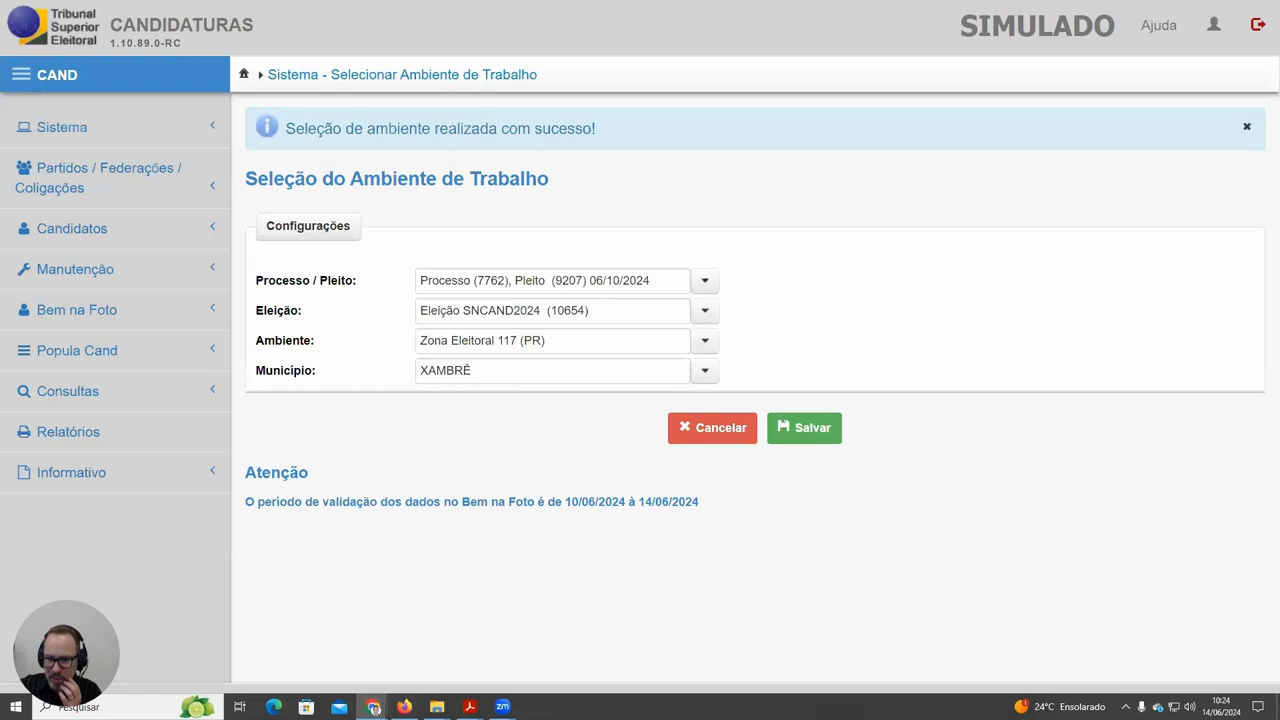 Tribunal
Superior
Eleitoral
CANDIDATURAS
1.10.89.0-RC
SIMULADO
Ajuda
CAND
Sistema - Selecionar Ambiente de Trabalho
Sistema
Partidos / Federações /
Coligações
Candidatos
Manutenção
Bem na Foto
Popula Cand
Consultas
Relatórios
Informativo
Seleção de ambiente realizada com sucesso!
Seleção do Ambiente de Trabalho
Configurações
Processo / Pleito: Processo (7762), Pleito (9207) 06/10/2024
Eleição: Eleição SNCAND2024 (10654)
Ambiente: Zona Eleitoral 117 (PR)
Município: XAMBRÊ
Cancelar Salvar
Atenção
O período de validação dos dados no Bem na Foto é de 10/06/2024 à 14/06/2024
Pesquisar
zm
24°C Ensolarado
10:24
14/06/2024